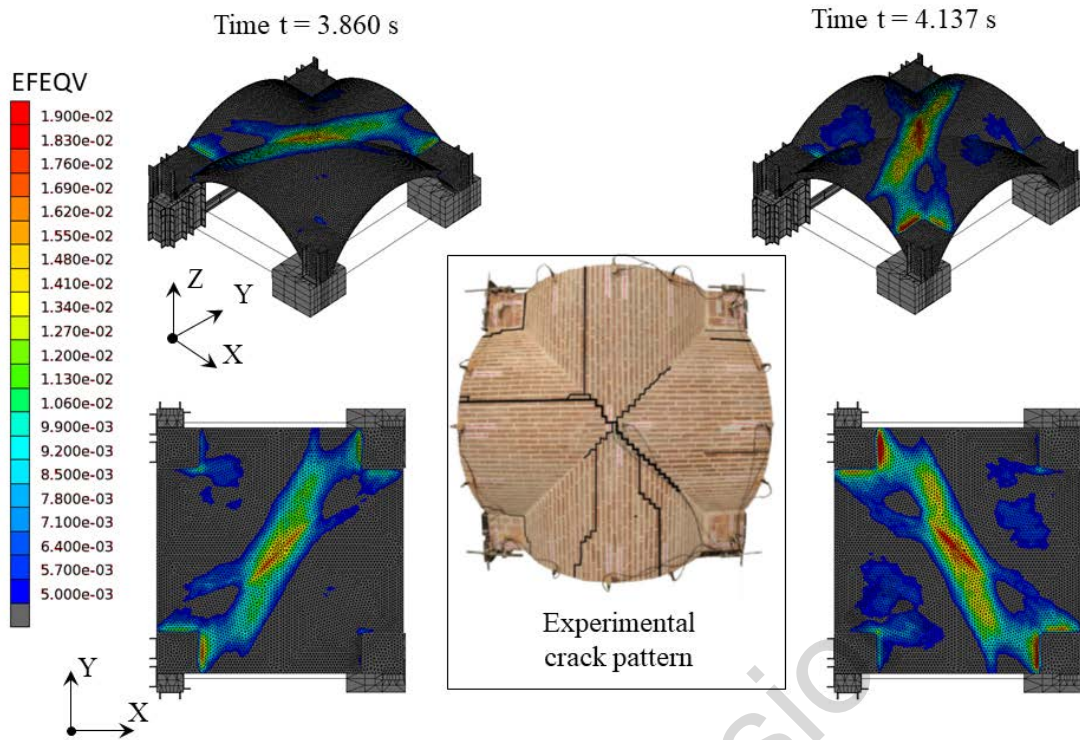 Time t = 3.860 s
Time t = 4.137 s
EFEQV
1.900e-02
1.830e-02
1.760e-02
1.690e-02
1.620e-02
1.550e-02
1.480e-02
1.410e-02
1.340e-02
1.270e-02
1.200e-02
1.130e-02
1.060e-02
9.900e-03
9.200e-03
8.500e-03
7.800e-03
7.100e-03
6.400e-03
5.700e-03
5.000e-03
Z
Y
X
Experimental
crack pattern
Y
X